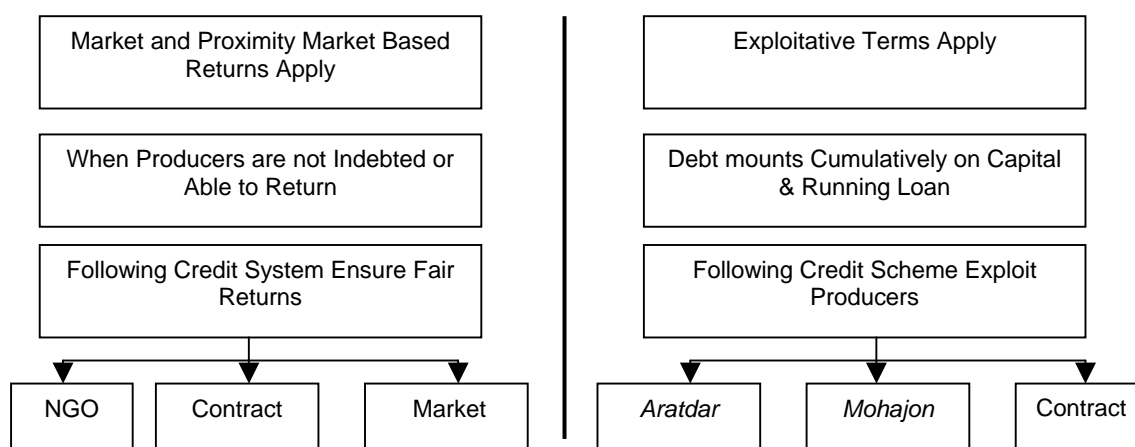 Market and Proximity Market Based
Returns Apply
When Producers are not Indebted or
Able to Return
Following Credit System Ensure Fair
Returns
NGO
Contract
Market
Exploitative Terms Apply
Debt mounts Cumulatively on Capital
& Running Loan
Following Credit Scheme Exploit
Producers
Aratdar
Mohajon
Contract